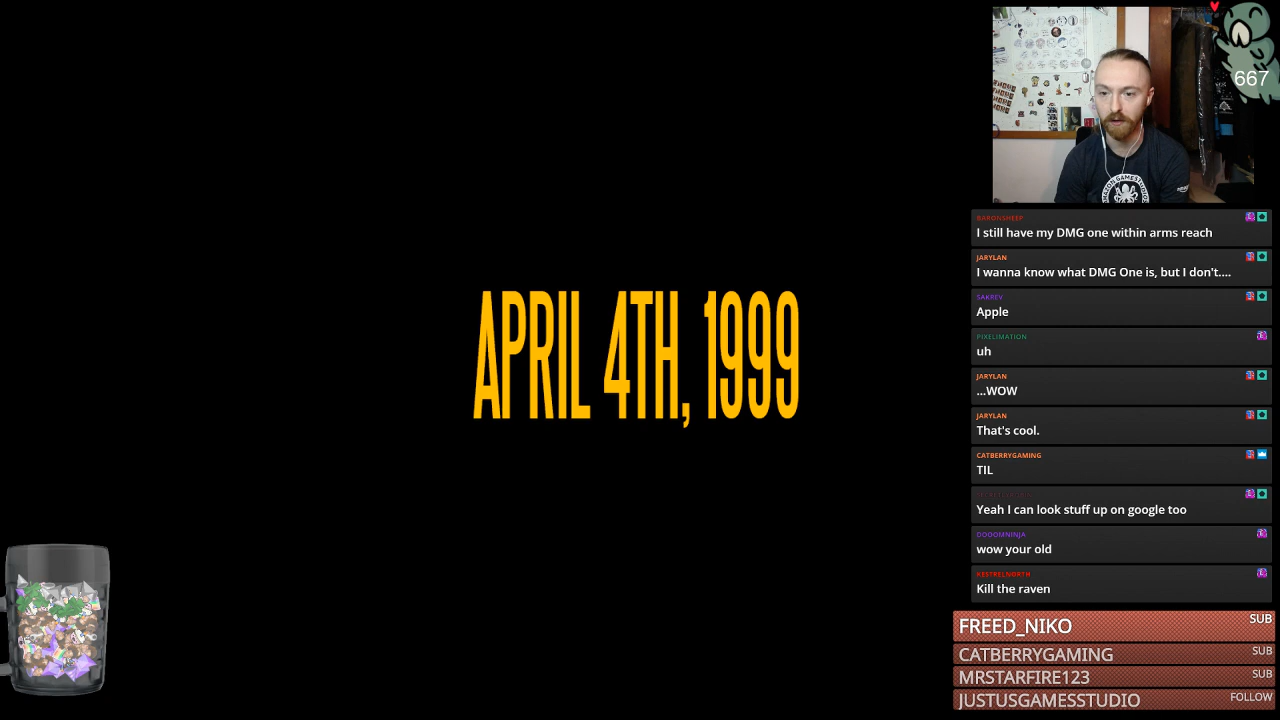 667
BARONSHEEP
I still have my DMG one within arms reach
JARYLAN
I wanna know what DMG One is, but I don't....
SAKREV
Apple
PIXELIMATION
uh
JARYLAN
...WOW
JARYLAN
That's cool.
CATBERRYGAMING
TIL
Yeah I can look stuff up on google too
DOOOMNINJA
wow your old
KESTRELNORTH
Kill the raven
APRIL 4TH, 1999
FREED_NIKO SUB
CATBERRYGAMING SUB
MRSTARFIRE123 SUB
JUSTUSGAMESSTUDIO FOLLOW